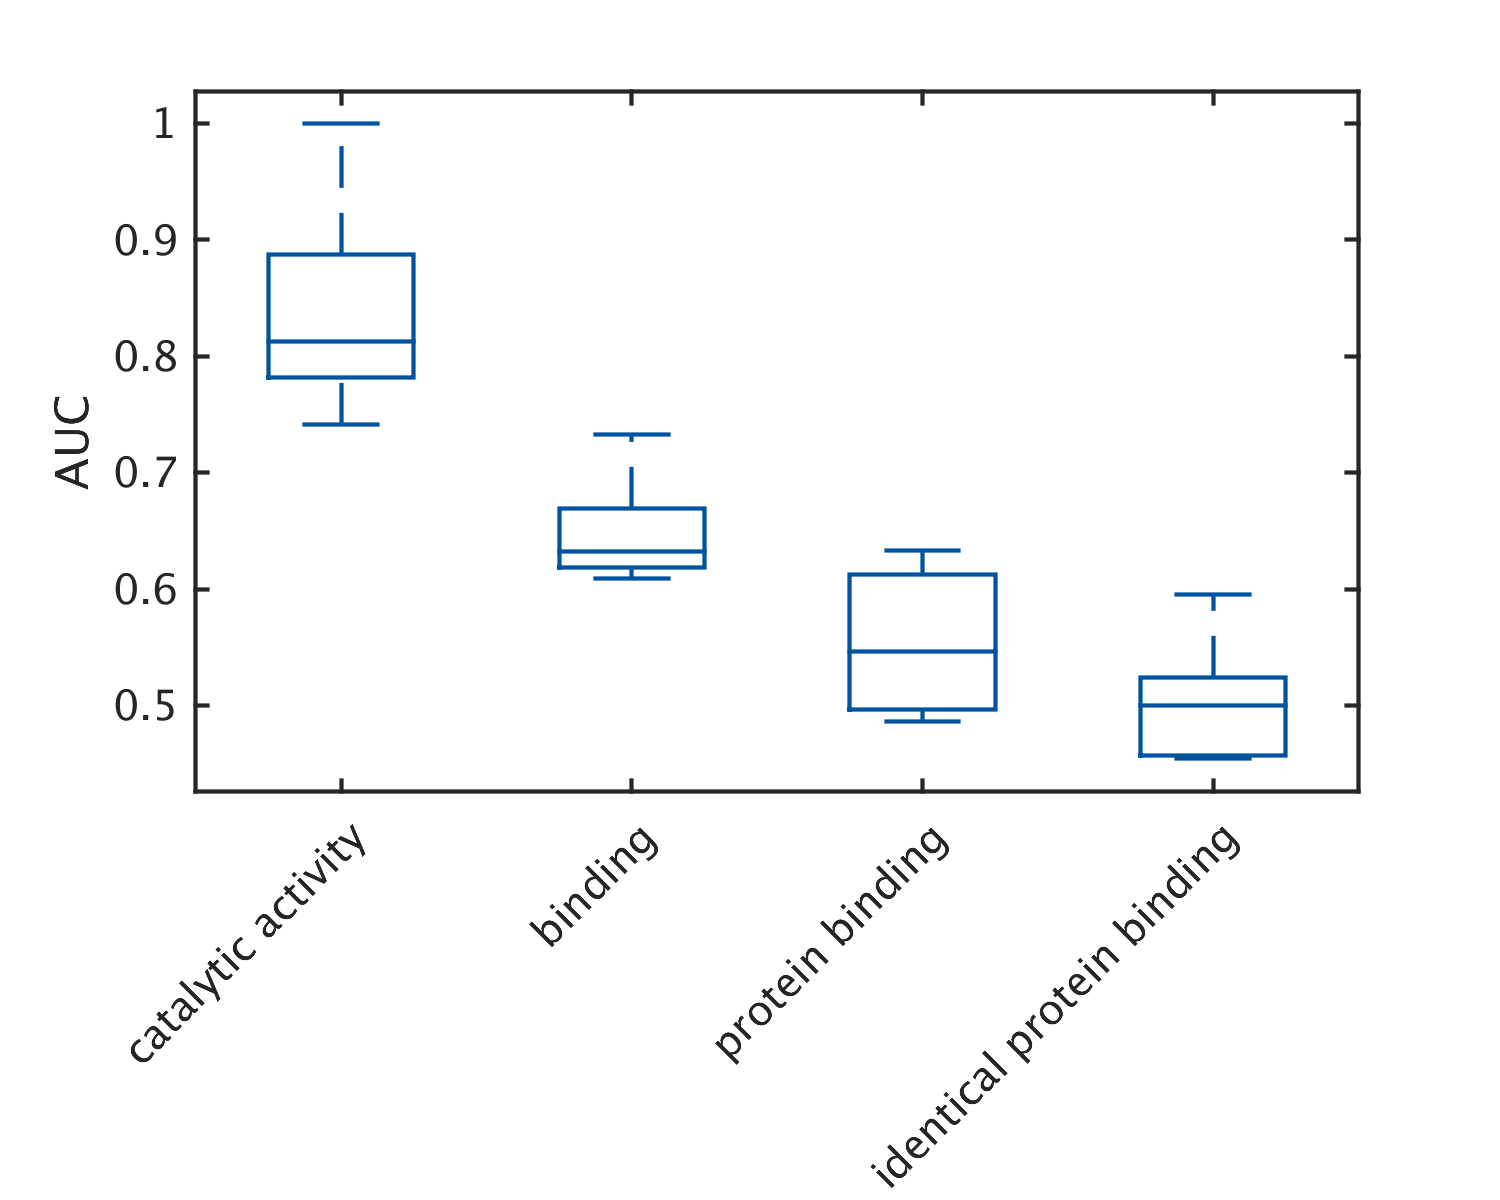 1
0.9
0.8
0.7
0.6
0.5
AUC
catalytic activity
binding
protein binding
identical protein binding